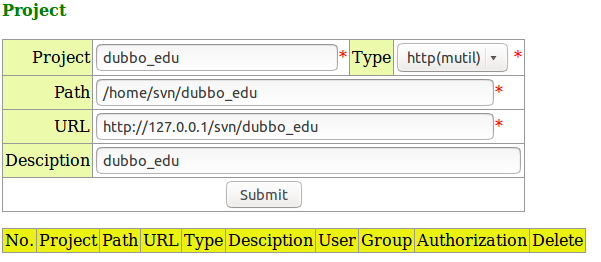 Project
Project dubbo_edu * Type http(mutil) *
Path /home/svn/dubbo_edu *
URL http://127.0.0.1/svn/dubbo_edu *
Desciption dubbo_edu
Submit
No. Project Path URL Type Desciption User Group Authorization Delete